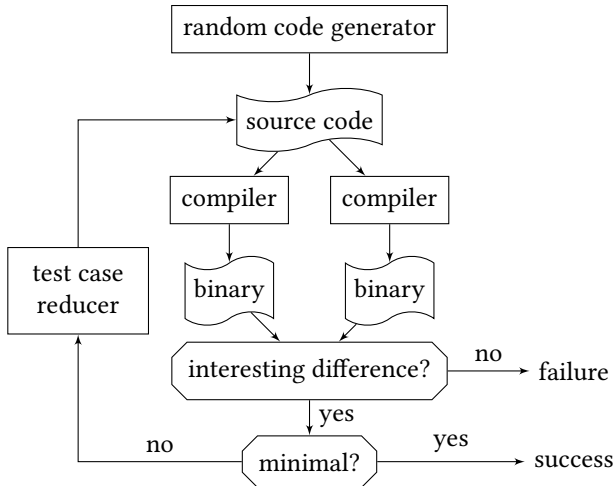 random code generator
source code
compiler
compiler
test case
reducer
binary
binary
interesting difference?
no
failure
yes
no
minimal?
yes
success